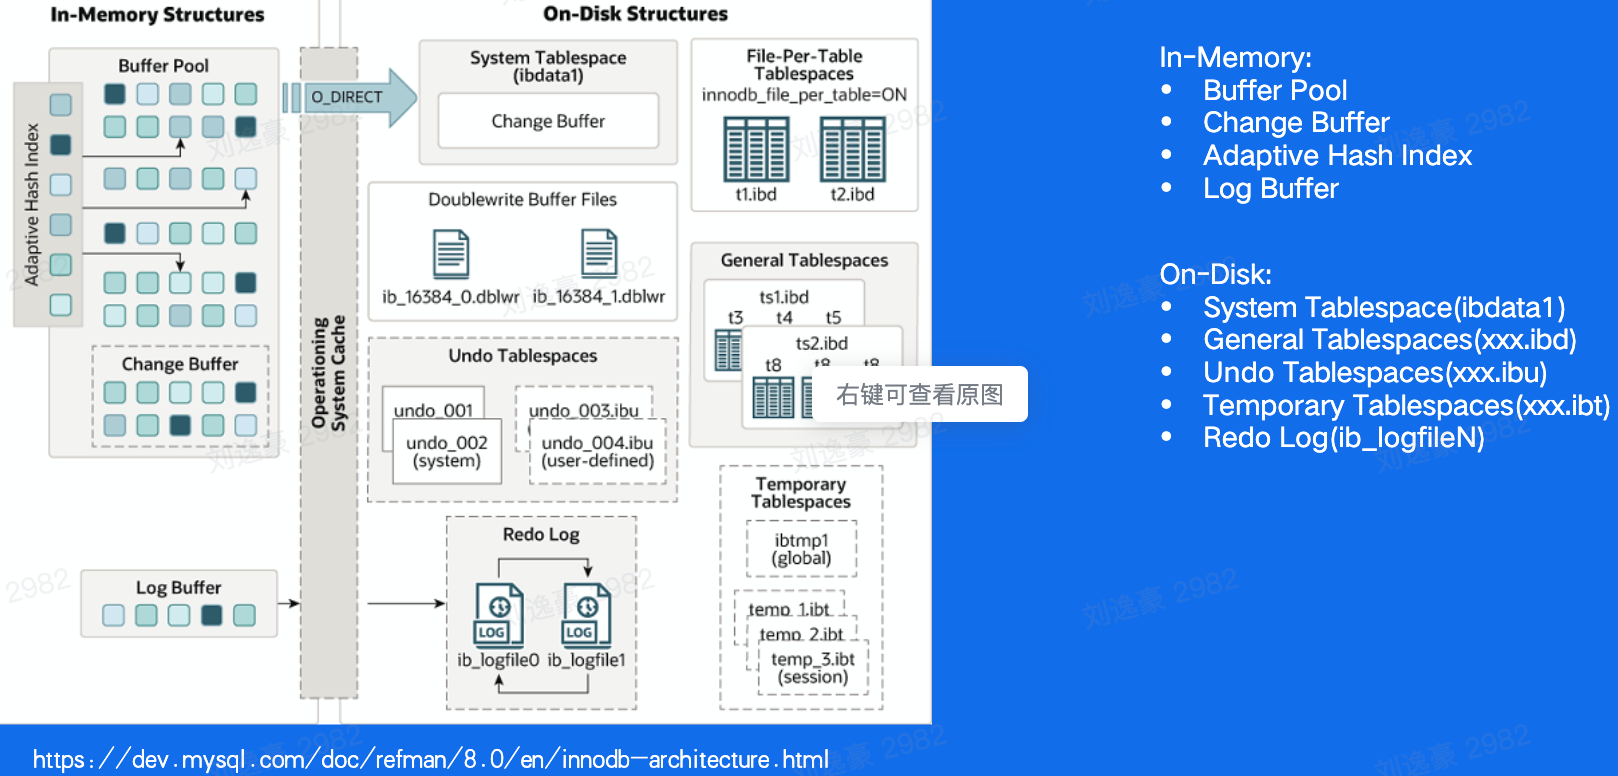 In-Memory Structures
On-Disk Structures
Buffer Pool
Adaptive Hash Index
Change Buffer
Log Buffer
O_DIRECT
Operationing
System Cache
System Tablespace
(ibdata1)
Change Buffer
Doublewrite Buffer Files
ib_16384_0.dblwr ib_16384_1.dblwr
Undo Tablespaces
undo_001
undo_002
(system)
undo_003.ibu
undo_004.ibu
(user-defined)
Redo Log
LOG LOG
ib_logfile0 ib_logfile1
File-Per-Table
Tablespaces
innodb_file_per_table=ON
t1.ibd t2.ibd
General Tablespaces
ts1.ibd
t3 t4 t5
ts2.ibd
t8 t8 t8
右键可查看原图
Temporary
Tablespaces
ibtmp1
(global)
temp_1.ibt
temp_2.ibt
temp_3.ibt
(session)
In-Memory:
• Buffer Pool
• Change Buffer
• Adaptive Hash Index
• Log Buffer
On-Disk:
• System Tablespace(ibdata1)
• General Tablespaces(xxx.ibd)
• Undo Tablespaces(xxx.ibu)
• Temporary Tablespaces(xxx.ibt)
• Redo Log(ib_logfileN)
https://dev.mysql.com/doc/refman/8.0/en/innodb-architecture.html
刘逸豪 2982